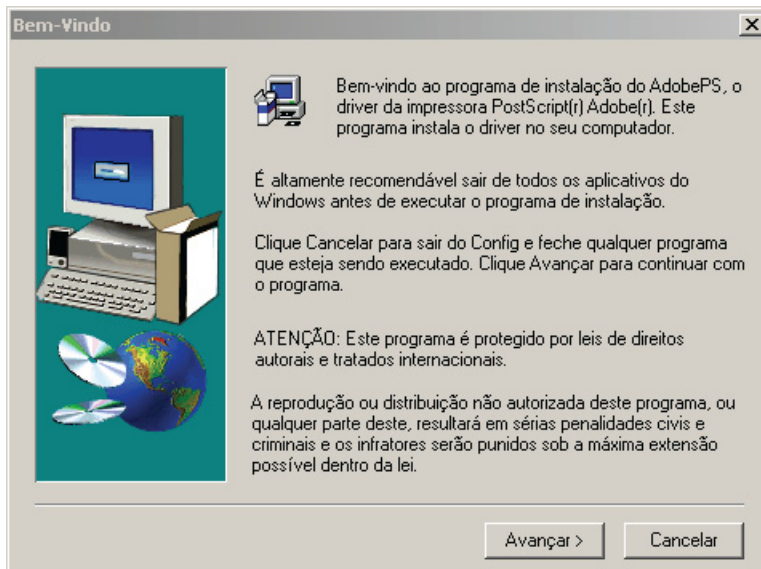 Bem-Vindo
Bem-vindo ao programa de instalação do AdobePS, o
driver da impressora PostScript(r) Adobe(r). Este
programa instala o driver no seu computador.
É altamente recomendável sair de todos os aplicativos do
Windows antes de executar o programa de instalação.
Clique Cancelar para sair do Config e feche qualquer programa
que esteja sendo executado. Clique Avançar para continuar com
o programa.
ATENÇÃO: Este programa é protegido por leis de direitos
autorais e tratados internacionais.
A reprodução ou distribuição não autorizada deste programa, ou
qualquer parte deste, resultará em sérias penalidades civis e
criminais e os infratores serão punidos sob a máxima extensão
possível dentro da lei.
Avançar >
Cancelar